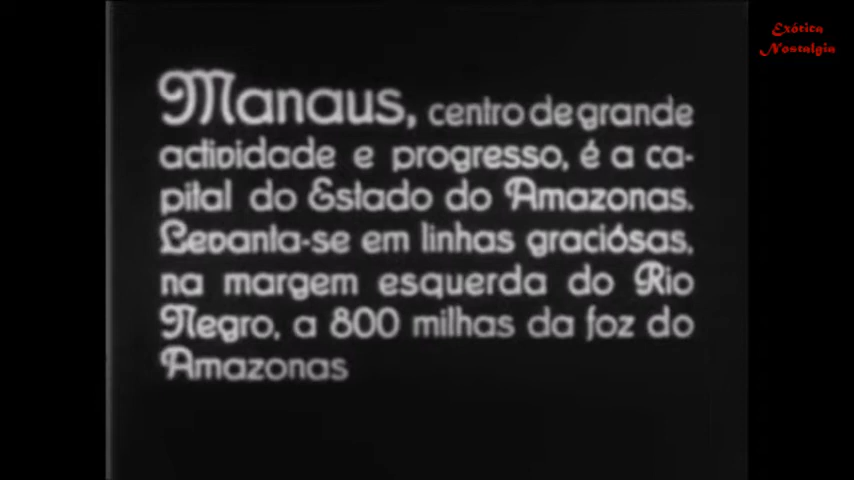 Manaus, centro de grande
actividade e progresso, é a ca-
pital do Estado do Amazonas.
Levanta-se em linhas graciósas,
na margem esquerda do Rio
Negro, a 800 milhas da foz do
Amazonas
Exótica
Nostalgia